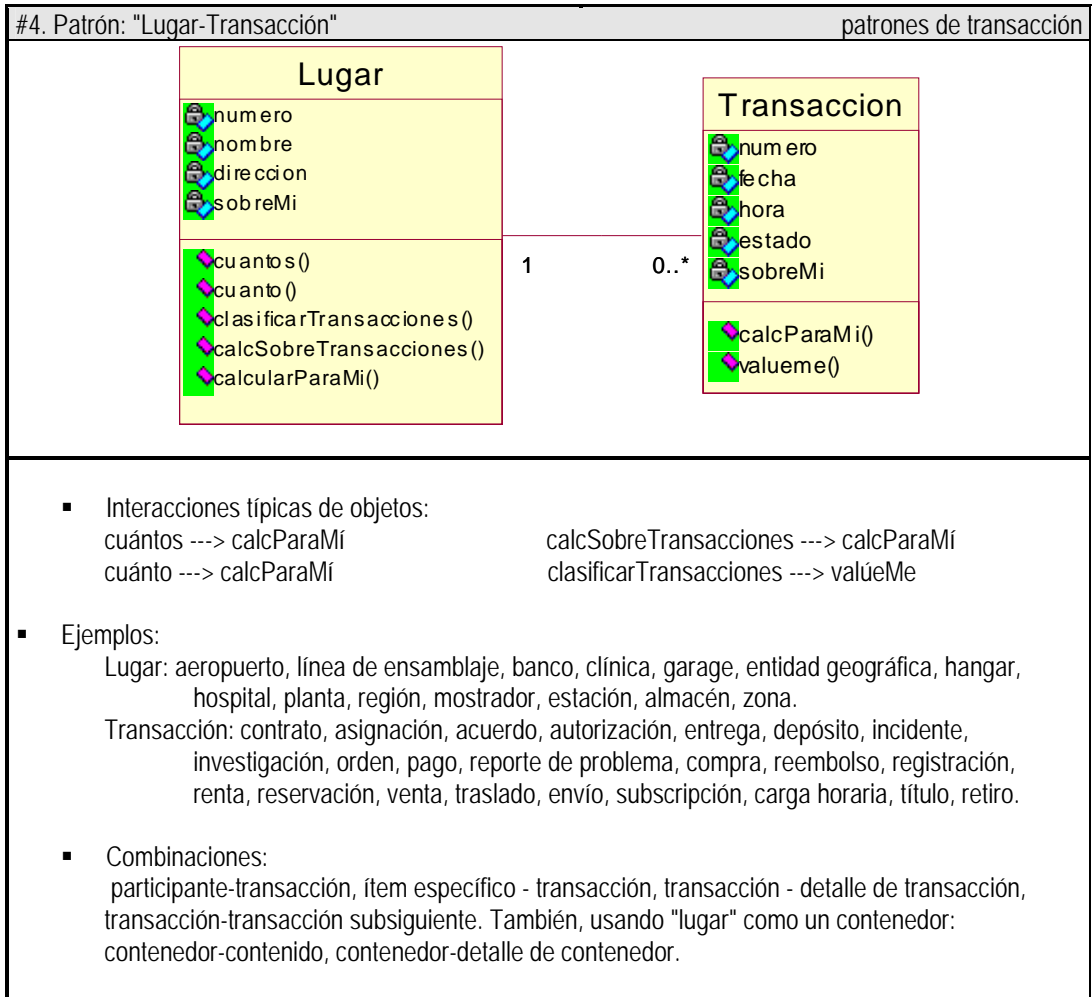 #4. Patrón: "Lugar-Transacción" patrones de transacción
Lugar
numero
nombre
direccion
sobreMi
cuantos()
cuanto()
clasificarTransacciones()
calcSobreTransacciones()
calcularParaMi()
1 0..*
Transaccion
numero
fecha
hora
estado
sobreMi
calcParaMi()
valueme()
▪ Interacciones típicas de objetos:
cuántos ---> calcParaMí calcSobreTransacciones ---> calcParaMí
cuánto ---> calcParaMí clasificarTransacciones ---> valúeMe
▪ Ejemplos:
Lugar: aeropuerto, línea de ensamblaje, banco, clínica, garage, entidad geográfica, hangar,
hospital, planta, región, mostrador, estación, almacén, zona.
Transacción: contrato, asignación, acuerdo, autorización, entrega, depósito, incidente,
investigación, orden, pago, reporte de problema, compra, reembolso, registración,
renta, reservación, venta, traslado, envío, subscripción, carga horaria, título, retiro.
▪ Combinaciones:
participante-transacción, ítem específico - transacción, transacción - detalle de transacción,
transacción-transacción subsiguiente. También, usando "lugar" como un contenedor:
contenedor-contenido, contenedor-detalle de contenedor.